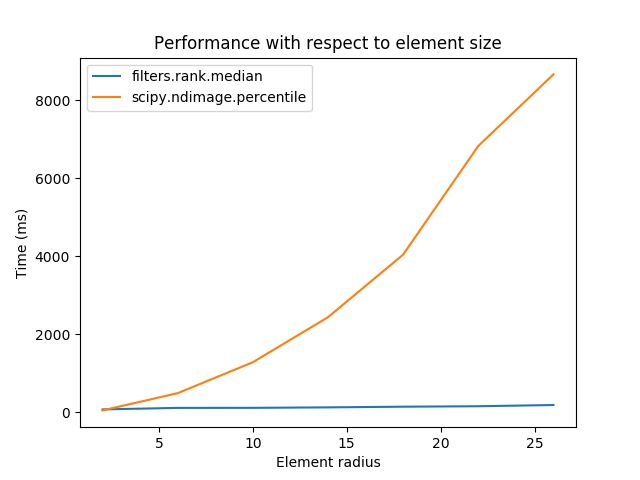 Performance with respect to element size
filters.rank.median
scipy.ndimage.percentile
8000
6000
4000
2000
0
Time (ms)
5 10 15 20 25
Element radius